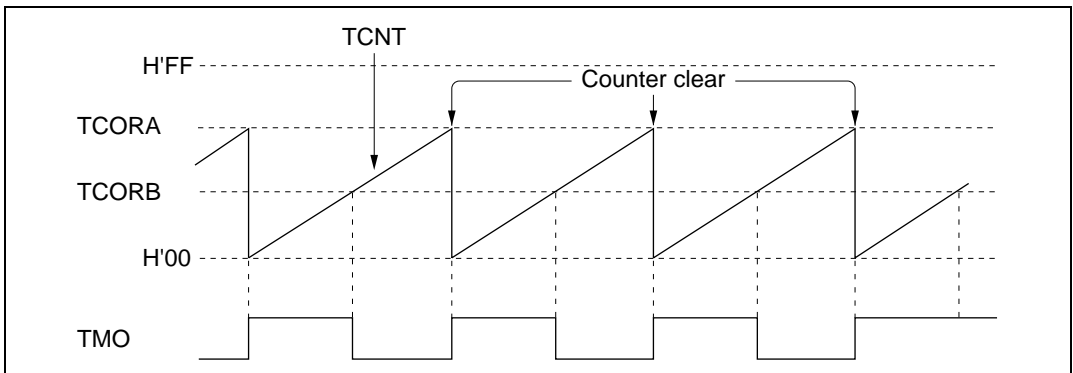 TCNT
H'FF
Counter clear
TCORA
TCORB
H'00
TMO